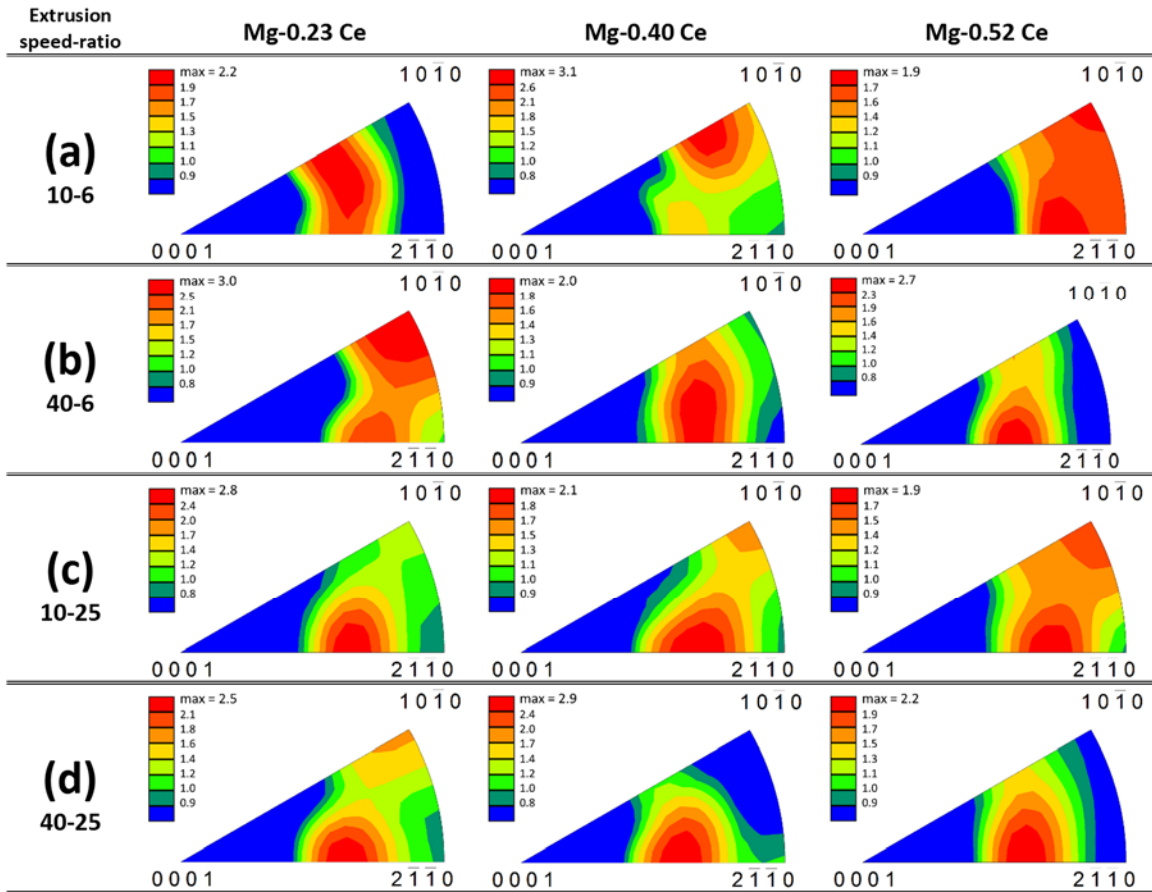 Extrusion
speed-ratio
Mg-0.23 Ce
Mg-0.40 Ce
Mg-0.52 Ce
(a)
10-6
max = 2.2
1.9
1.7
1.5
1.3
1.1
1.0
0.9
1 0 1̅ 0
0 0 0 1
2 1̅ 1̅ 0
max = 3.1
2.6
2.1
1.8
1.5
1.2
1.0
0.9
1 0 1̅ 0
0 0 0 1
2 1̅ 1̅ 0
max = 1.9
1.7
1.6
1.4
1.2
1.1
1.0
0.9
1 0 1̅ 0
0 0 0 1
2 1̅ 1̅ 0
(b)
40-6
max = 3.0
2.5
2.1
1.7
1.5
1.2
1.0
0.8
1 0 1̅ 0
0 0 0 1
2 1̅ 1̅ 0
max = 2.0
1.8
1.6
1.4
1.3
1.1
1.0
0.9
1 0 1̅ 0
0 0 0 1
2 1̅ 1̅ 0
max = 2.7
2.3
1.9
1.6
1.4
1.2
1.0
0.8
1 0 1̅ 0
0 0 0 1
2 1̅ 1̅ 0
(c)
10-25
max = 2.8
2.4
2.0
1.7
1.4
1.2
1.0
0.8
1 0 1̅ 0
0 0 0 1
2 1̅ 1̅ 0
max = 2.1
1.8
1.7
1.5
1.3
1.1
1.0
0.9
1 0 1̅ 0
0 0 0 1
2 1̅ 1̅ 0
max = 1.9
1.7
1.5
1.4
1.2
1.1
1.0
0.9
1 0 1̅ 0
0 0 0 1
2 1̅ 1̅ 0
(d)
40-25
max = 2.5
2.1
1.8
1.6
1.4
1.2
1.0
0.9
1 0 1̅ 0
0 0 0 1
2 1̅ 1̅ 0
max = 2.9
2.4
2.0
1.7
1.4
1.2
1.0
0.8
1 0 1̅ 0
0 0 0 1
2 1̅ 1̅ 0
max = 2.2
1.9
1.7
1.5
1.3
1.1
1.0
0.9
1 0 1̅ 0
0 0 0 1
2 1̅ 1̅ 0